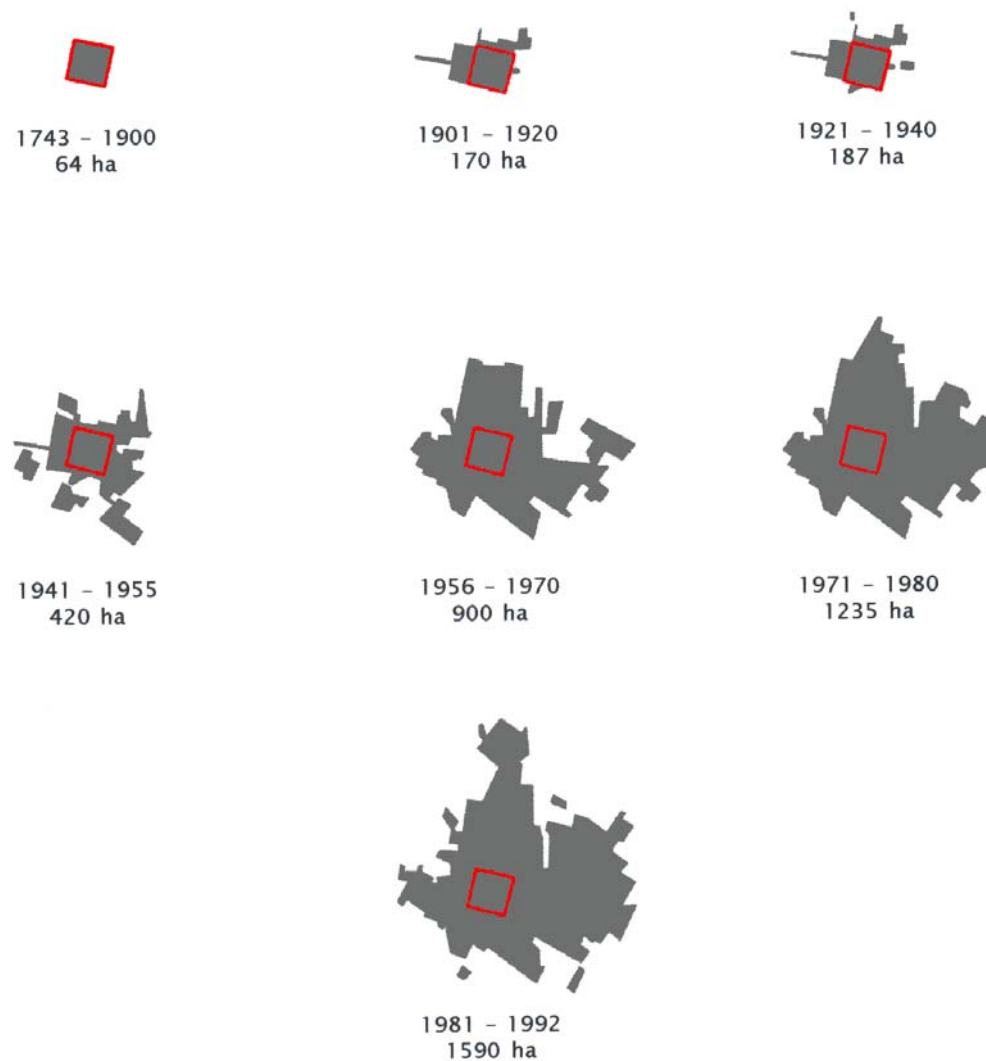 1743 – 1900
64 ha
1901 – 1920
170 ha
1921 – 1940
187 ha
1941 – 1955
420 ha
1956 – 1970
900 ha
1971 – 1980
1235 ha
1981 – 1992
1590 ha